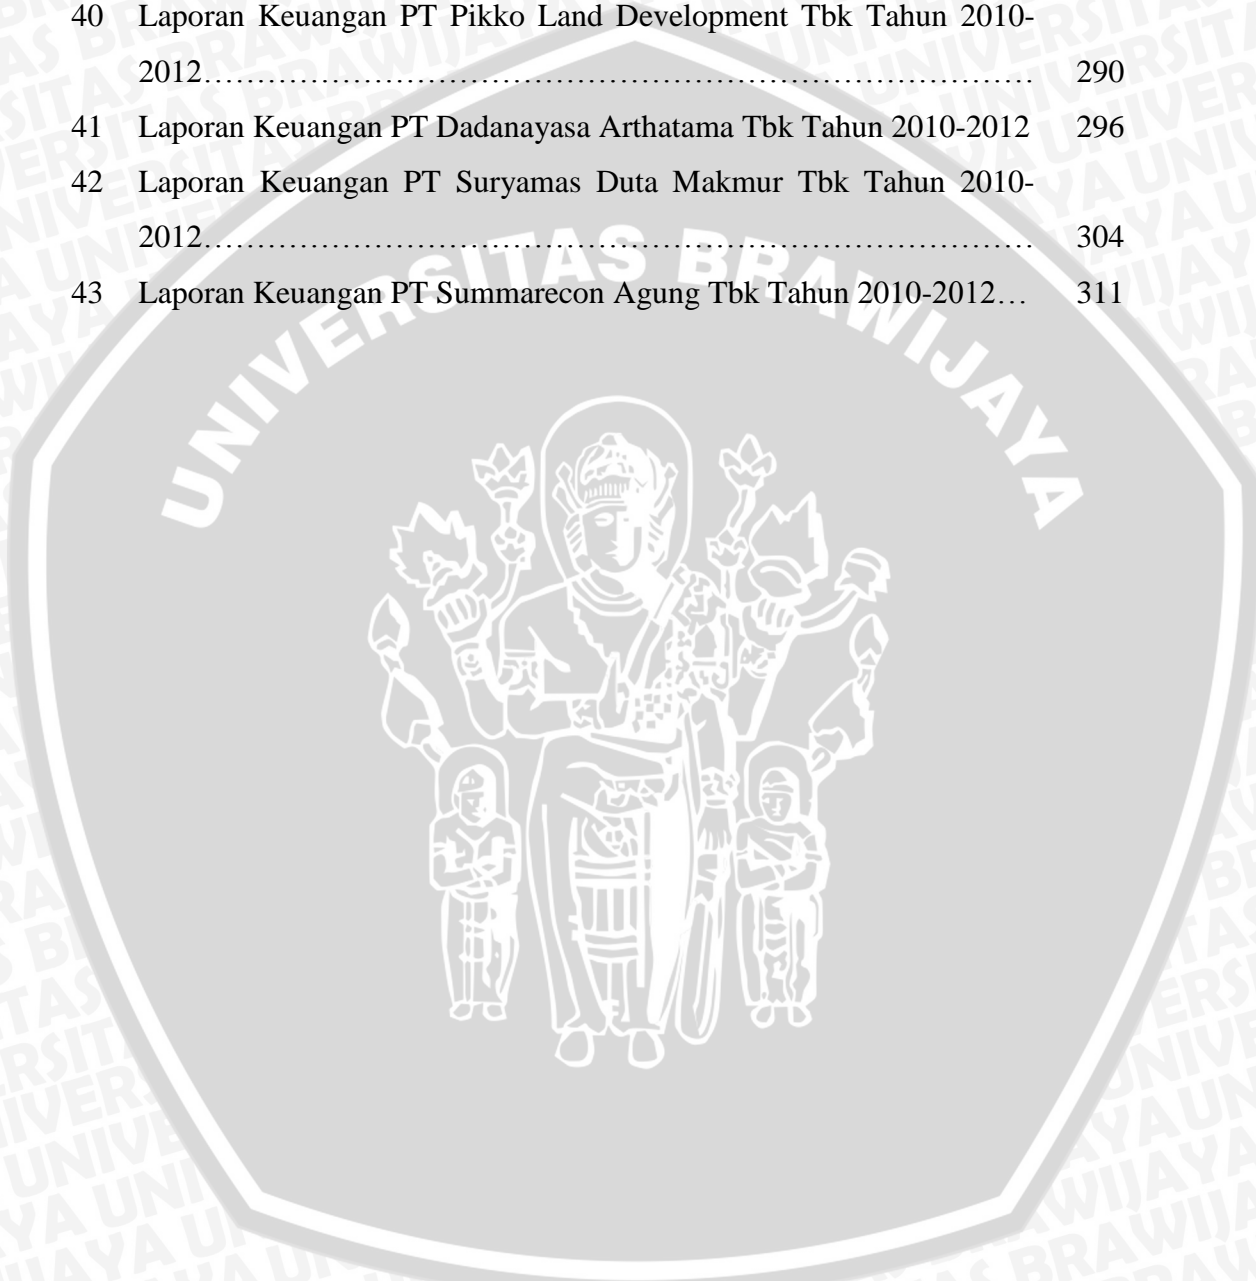 40 Laporan Keuangan PT Pikko Land Development Tbk Tahun 2010-
2012………………………………………………………………… 290
41 Laporan Keuangan PT Dadanayasa Arthatama Tbk Tahun 2010-2012 296
42 Laporan Keuangan PT Suryamas Duta Makmur Tbk Tahun 2010-
2012………………………………………………………………… 304
43 Laporan Keuangan PT Summarecon Agung Tbk Tahun 2010-2012… 311
UNIVERSITAS BRAWIJAYA